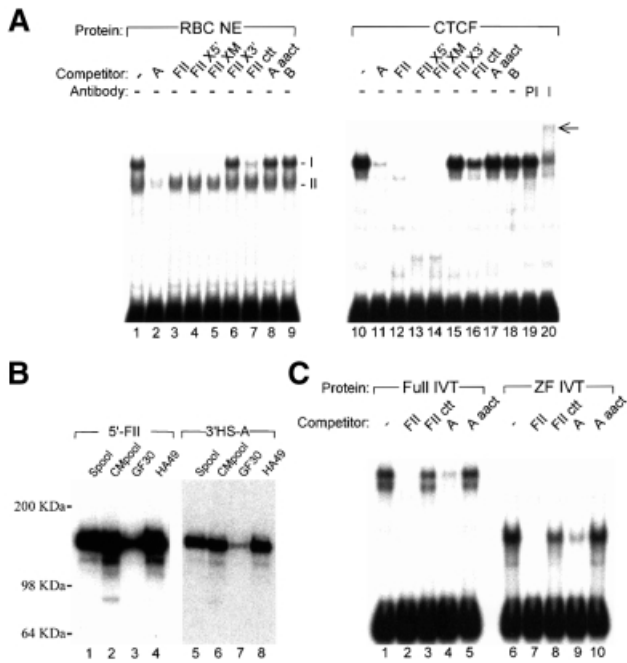 A
Protein: RBC NE CTCF
Competitor: - A FII FII X5' FII XM FII X3' FII ctt A aact B - A FII FII X5' FII XM FII X3' FII ctt A aact B
Antibody: - - - - - - - - - - - - - - - - - - PI I
- I
- II
1 2 3 4 5 6 7 8 9 10 11 12 13 14 15 16 17 18 19 20
B
5'-FII 3'HS-A
Spool CMpool GF30 HA49 Spool CMpool GF30 HA49
200 KDa-
98 KDa-
64 KDa-
1 2 3 4 5 6 7 8
C
Protein: Full IVT ZF IVT
Competitor: - FII FII ctt A A aact - FII FII ctt A A aact
1 2 3 4 5 6 7 8 9 10